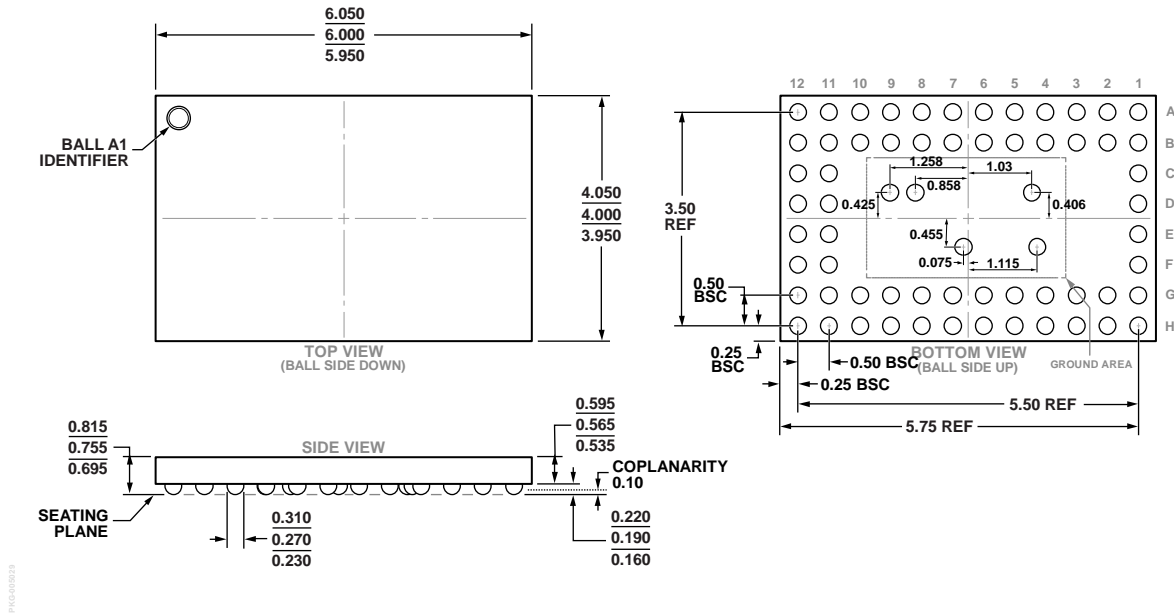 6.050
6.000
5.950
BALL A1
IDENTIFIER
4.050
4.000
3.950
TOP VIEW
(BALL SIDE DOWN)
12 11 10 9 8 7 6 5 4 3 2 1
A
B
C
D
E
F
G
H
1.258
1.03
0.858
0.425
0.406
3.50
REF
0.455
0.075
1.115
0.50
BSC
0.25
BSC
0.50 BSC
BOTTOM VIEW
(BALL SIDE UP)
GROUND AREA
0.25 BSC
5.50 REF
5.75 REF
0.815
0.755
0.695
SIDE VIEW
0.595
0.565
0.535
COPLANARITY
0.10
SEATING
PLANE
0.310
0.270
0.230
0.220
0.190
0.160
PKG-005029